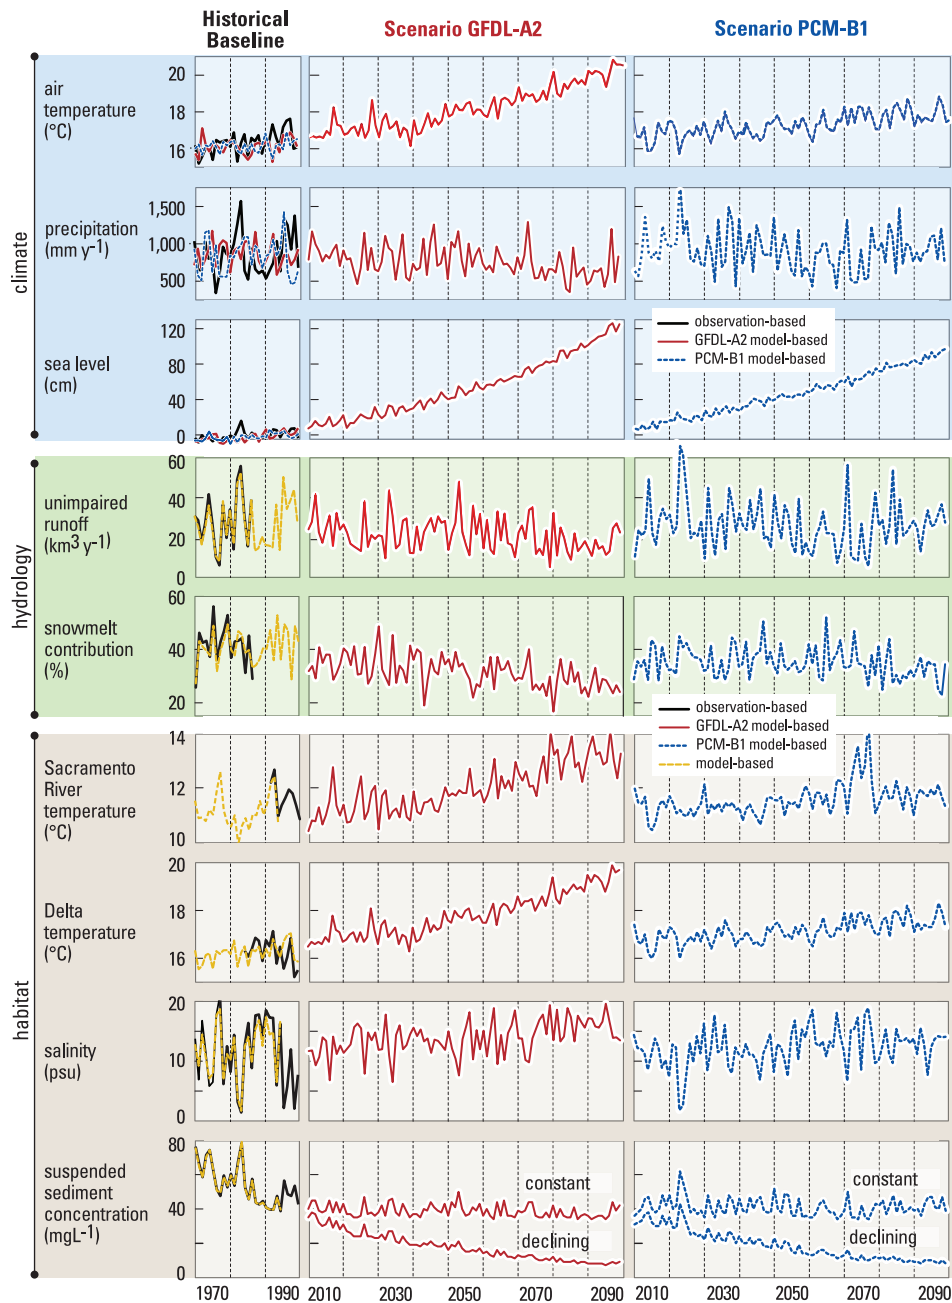 Historical
Baseline
Scenario GFDL-A2
Scenario PCM-B1
climate
air
temperature
(°C)
20
18
16
precipitation
(mm y-1)
1,500
1,000
500
sea level
(cm)
120
80
40
0
observation-based
GFDL-A2 model-based
PCM-B1 model-based
hydrology
unimpaired
runoff
(km3 y-1)
60
40
20
0
snowmelt
contribution
(%)
60
40
20
observation-based
GFDL-A2 model-based
PCM-B1 model-based
model-based
habitat
Sacramento
River
temperature
(°C)
14
12
10
Delta
temperature
(°C)
20
18
16
salinity
(psu)
20
10
0
suspended
sediment
concentration
(mgL-1)
80
40
0
constant
declining
constant
declining
1970 1990 2010 2030 2050 2070 2090 2010 2030 2050 2070 2090